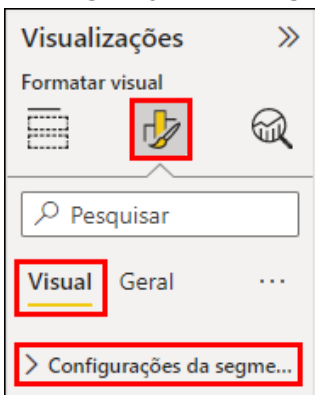 Visualizações
Formatar visual
Pesquisar
Visual Geral ...
Configurações da segme...